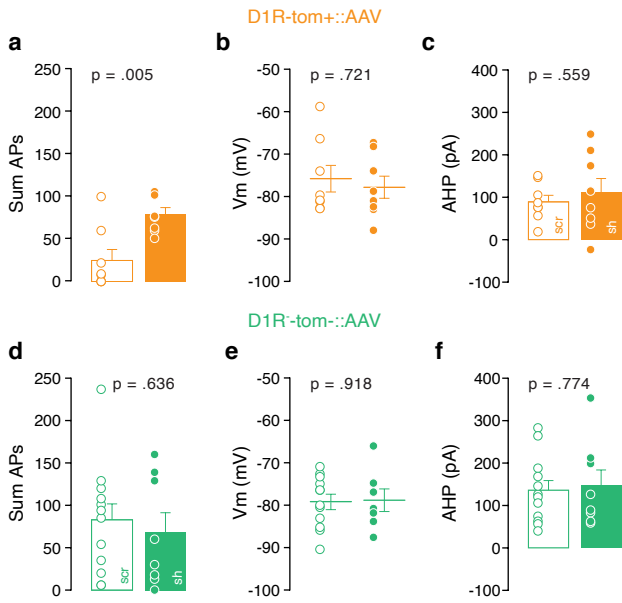 D1R-tom+::AAV
a
b
c
p = .005
p = .721
p = .559
Sum APs
250
200
150
100
50
0
Vm (mV)
-50
-60
-70
-80
-90
-100
AHP (pA)
400
300
200
100
0
-100
scr
sh
D1R--tom-::AAV
d
e
f
p = .636
p = .918
p = .774
Sum APs
250
200
150
100
50
0
scr
sh
Vm (mV)
-50
-60
-70
-80
-90
-100
AHP (pA)
400
300
200
100
0
-100